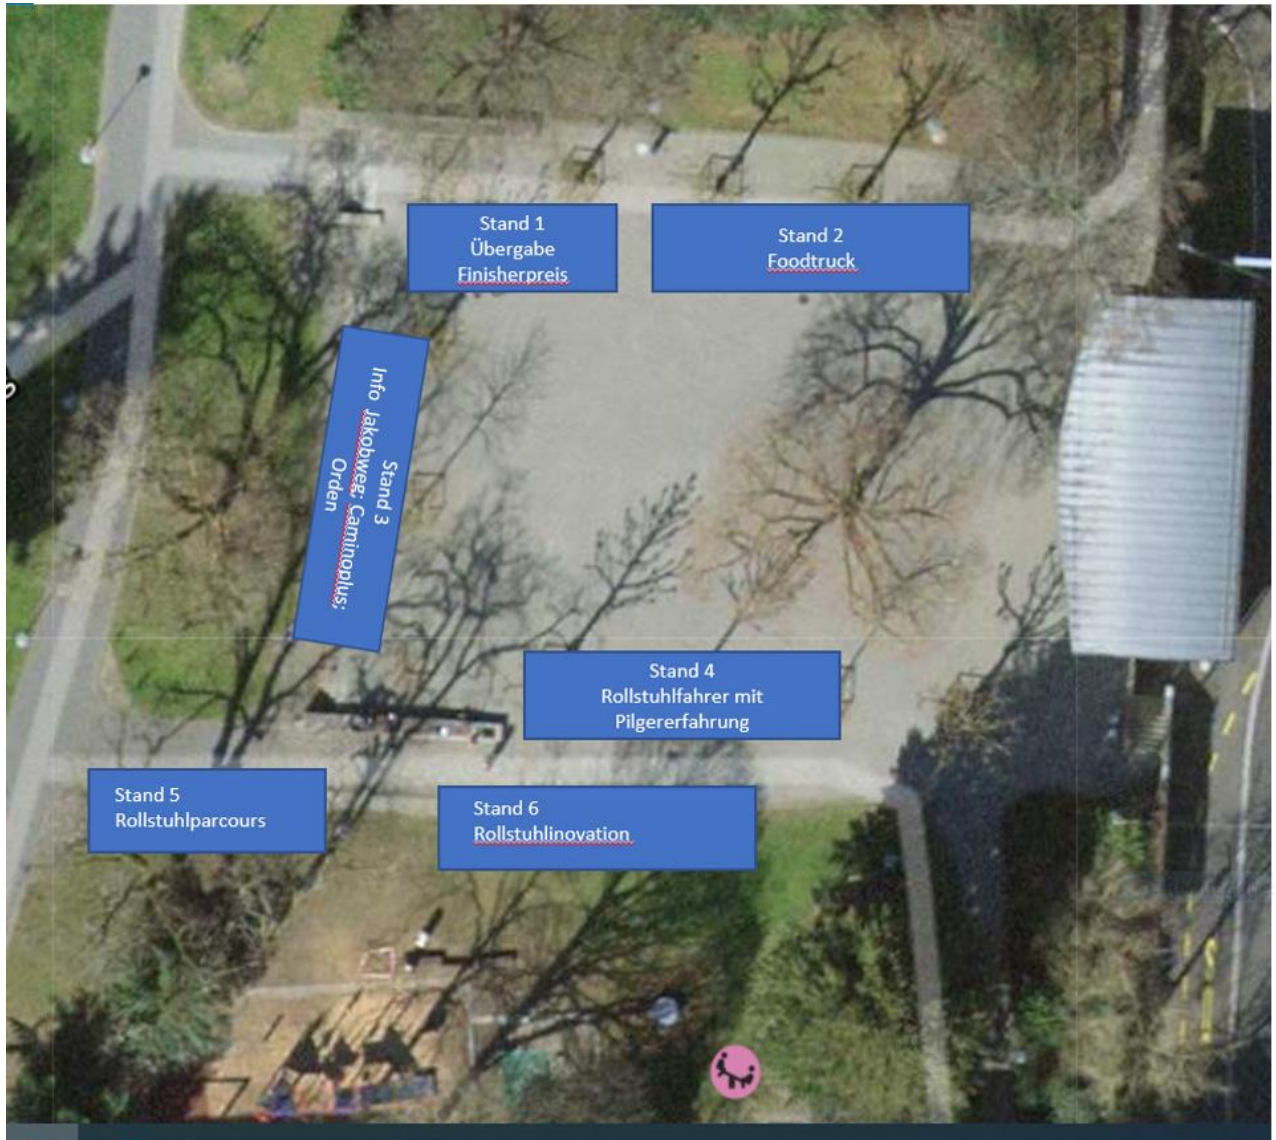 Stand 1
Übergabe
Finisherpreis
Stand 2
Foodtruck
Stand 3
Info Jakobweg; Caminoplus;
Orden
Stand 4
Rollstuhlfahrer mit
Pilgererfahrung
Stand 5
Rollstuhlparcours
Stand 6
Rollstuhlinovation